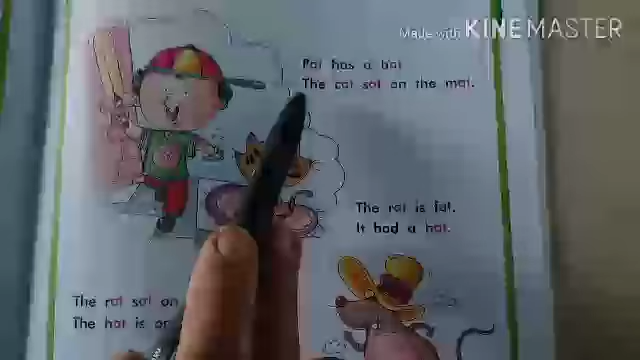 Made with KINEMASTER
Pat has a bat
The cat sat on the mat.
The rat is fat.
It had a hat.
The rat sat on
The hat is